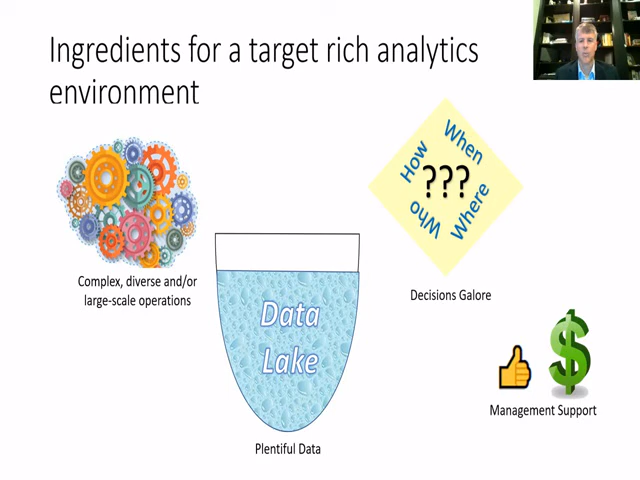 Ingredients for a target rich analytics
environment
How
When
???
Who
Where
Complex, diverse and/or
large-scale operations
Decisions Galore
Data
Lake
$
Management Support
Plentiful Data